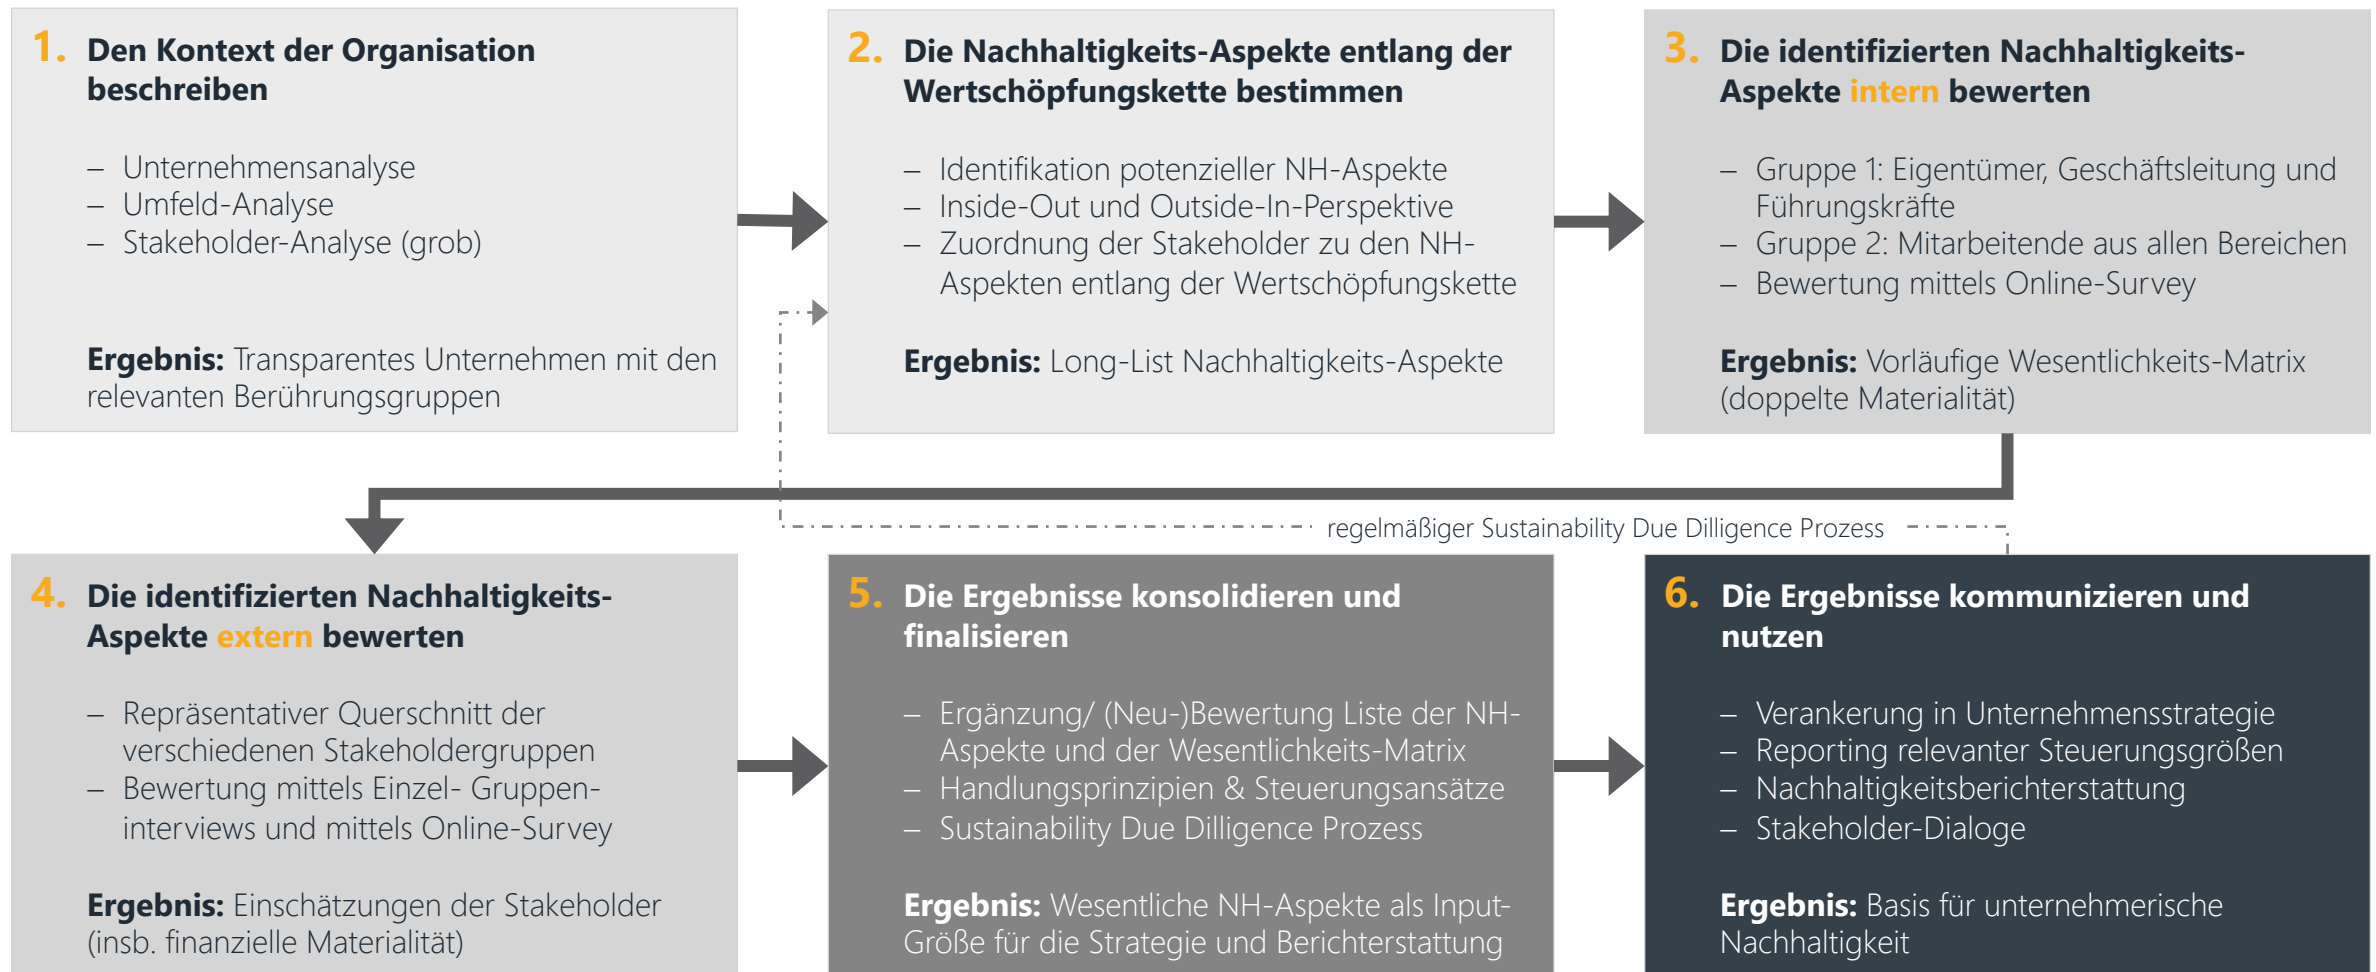 1. Den Kontext der Organisation
beschreiben
– Unternehmensanalyse
– Umfeld-Analyse
– Stakeholder-Analyse (grob)
Ergebnis: Transparentes Unternehmen mit den
relevanten Berührungsgruppen
2. Die Nachhaltigkeits-Aspekte entlang der
Wertschöpfungskette bestimmen
– Identifikation potenzieller NH-Aspekte
– Inside-Out und Outside-In-Perspektive
– Zuordnung der Stakeholder zu den NH-
Aspekten entlang der Wertschöpfungskette
Ergebnis: Long-List Nachhaltigkeits-Aspekte
3. Die identifizierten Nachhaltigkeits-
Aspekte intern bewerten
– Gruppe 1: Eigentümer, Geschäftsleitung und
Führungskräfte
– Gruppe 2: Mitarbeitende aus allen Bereichen
– Bewertung mittels Online-Survey
Ergebnis: Vorläufige Wesentlichkeits-Matrix
(doppelte Materialität)
regelmäßiger Sustainability Due Dilligence Prozess
4. Die identifizierten Nachhaltigkeits-
Aspekte extern bewerten
– Repräsentativer Querschnitt der
verschiedenen Stakeholdergruppen
– Bewertung mittels Einzel- Gruppen-
interviews und mittels Online-Survey
Ergebnis: Einschätzungen der Stakeholder
(insb. finanzielle Materialität)
5. Die Ergebnisse konsolidieren und
finalisieren
– Ergänzung/ (Neu-)Bewertung Liste der NH-
Aspekte und der Wesentlichkeits-Matrix
– Handlungsprinzipien & Steuerungsansätze
– Sustainability Due Dilligence Prozess
Ergebnis: Wesentliche NH-Aspekte als Input-
Größe für die Strategie und Berichterstattung
6. Die Ergebnisse kommunizieren und
nutzen
– Verankerung in Unternehmensstrategie
– Reporting relevanter Steuerungsgrößen
– Nachhaltigkeitsberichterstattung
– Stakeholder-Dialoge
Ergebnis: Basis für unternehmerische
Nachhaltigkeit